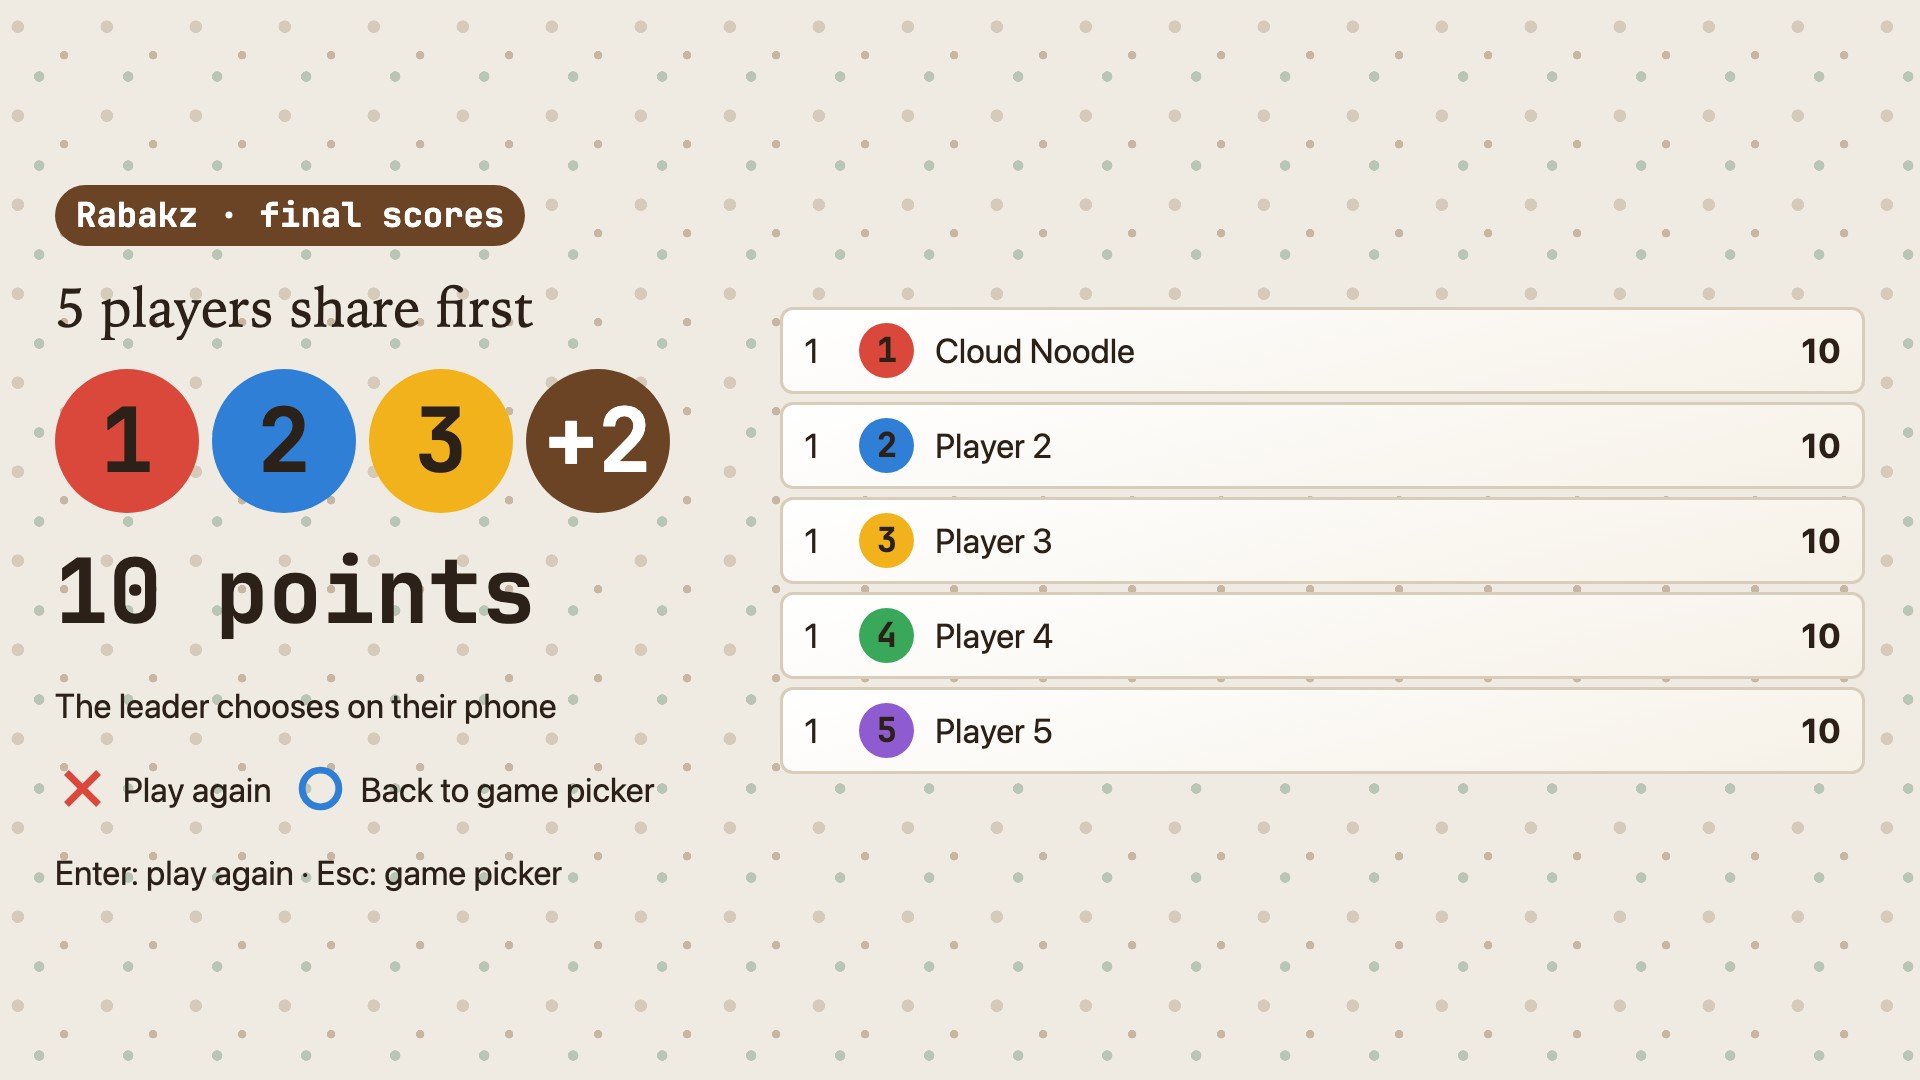 Rabakz · final scores
5 players share first
1 2 3 +2
10 points
The leader chooses on their phone
Play again Back to game picker
Enter: play again · Esc: game picker
1 1 Cloud Noodle 10
1 2 Player 2 10
1 3 Player 3 10
1 4 Player 4 10
1 5 Player 5 10